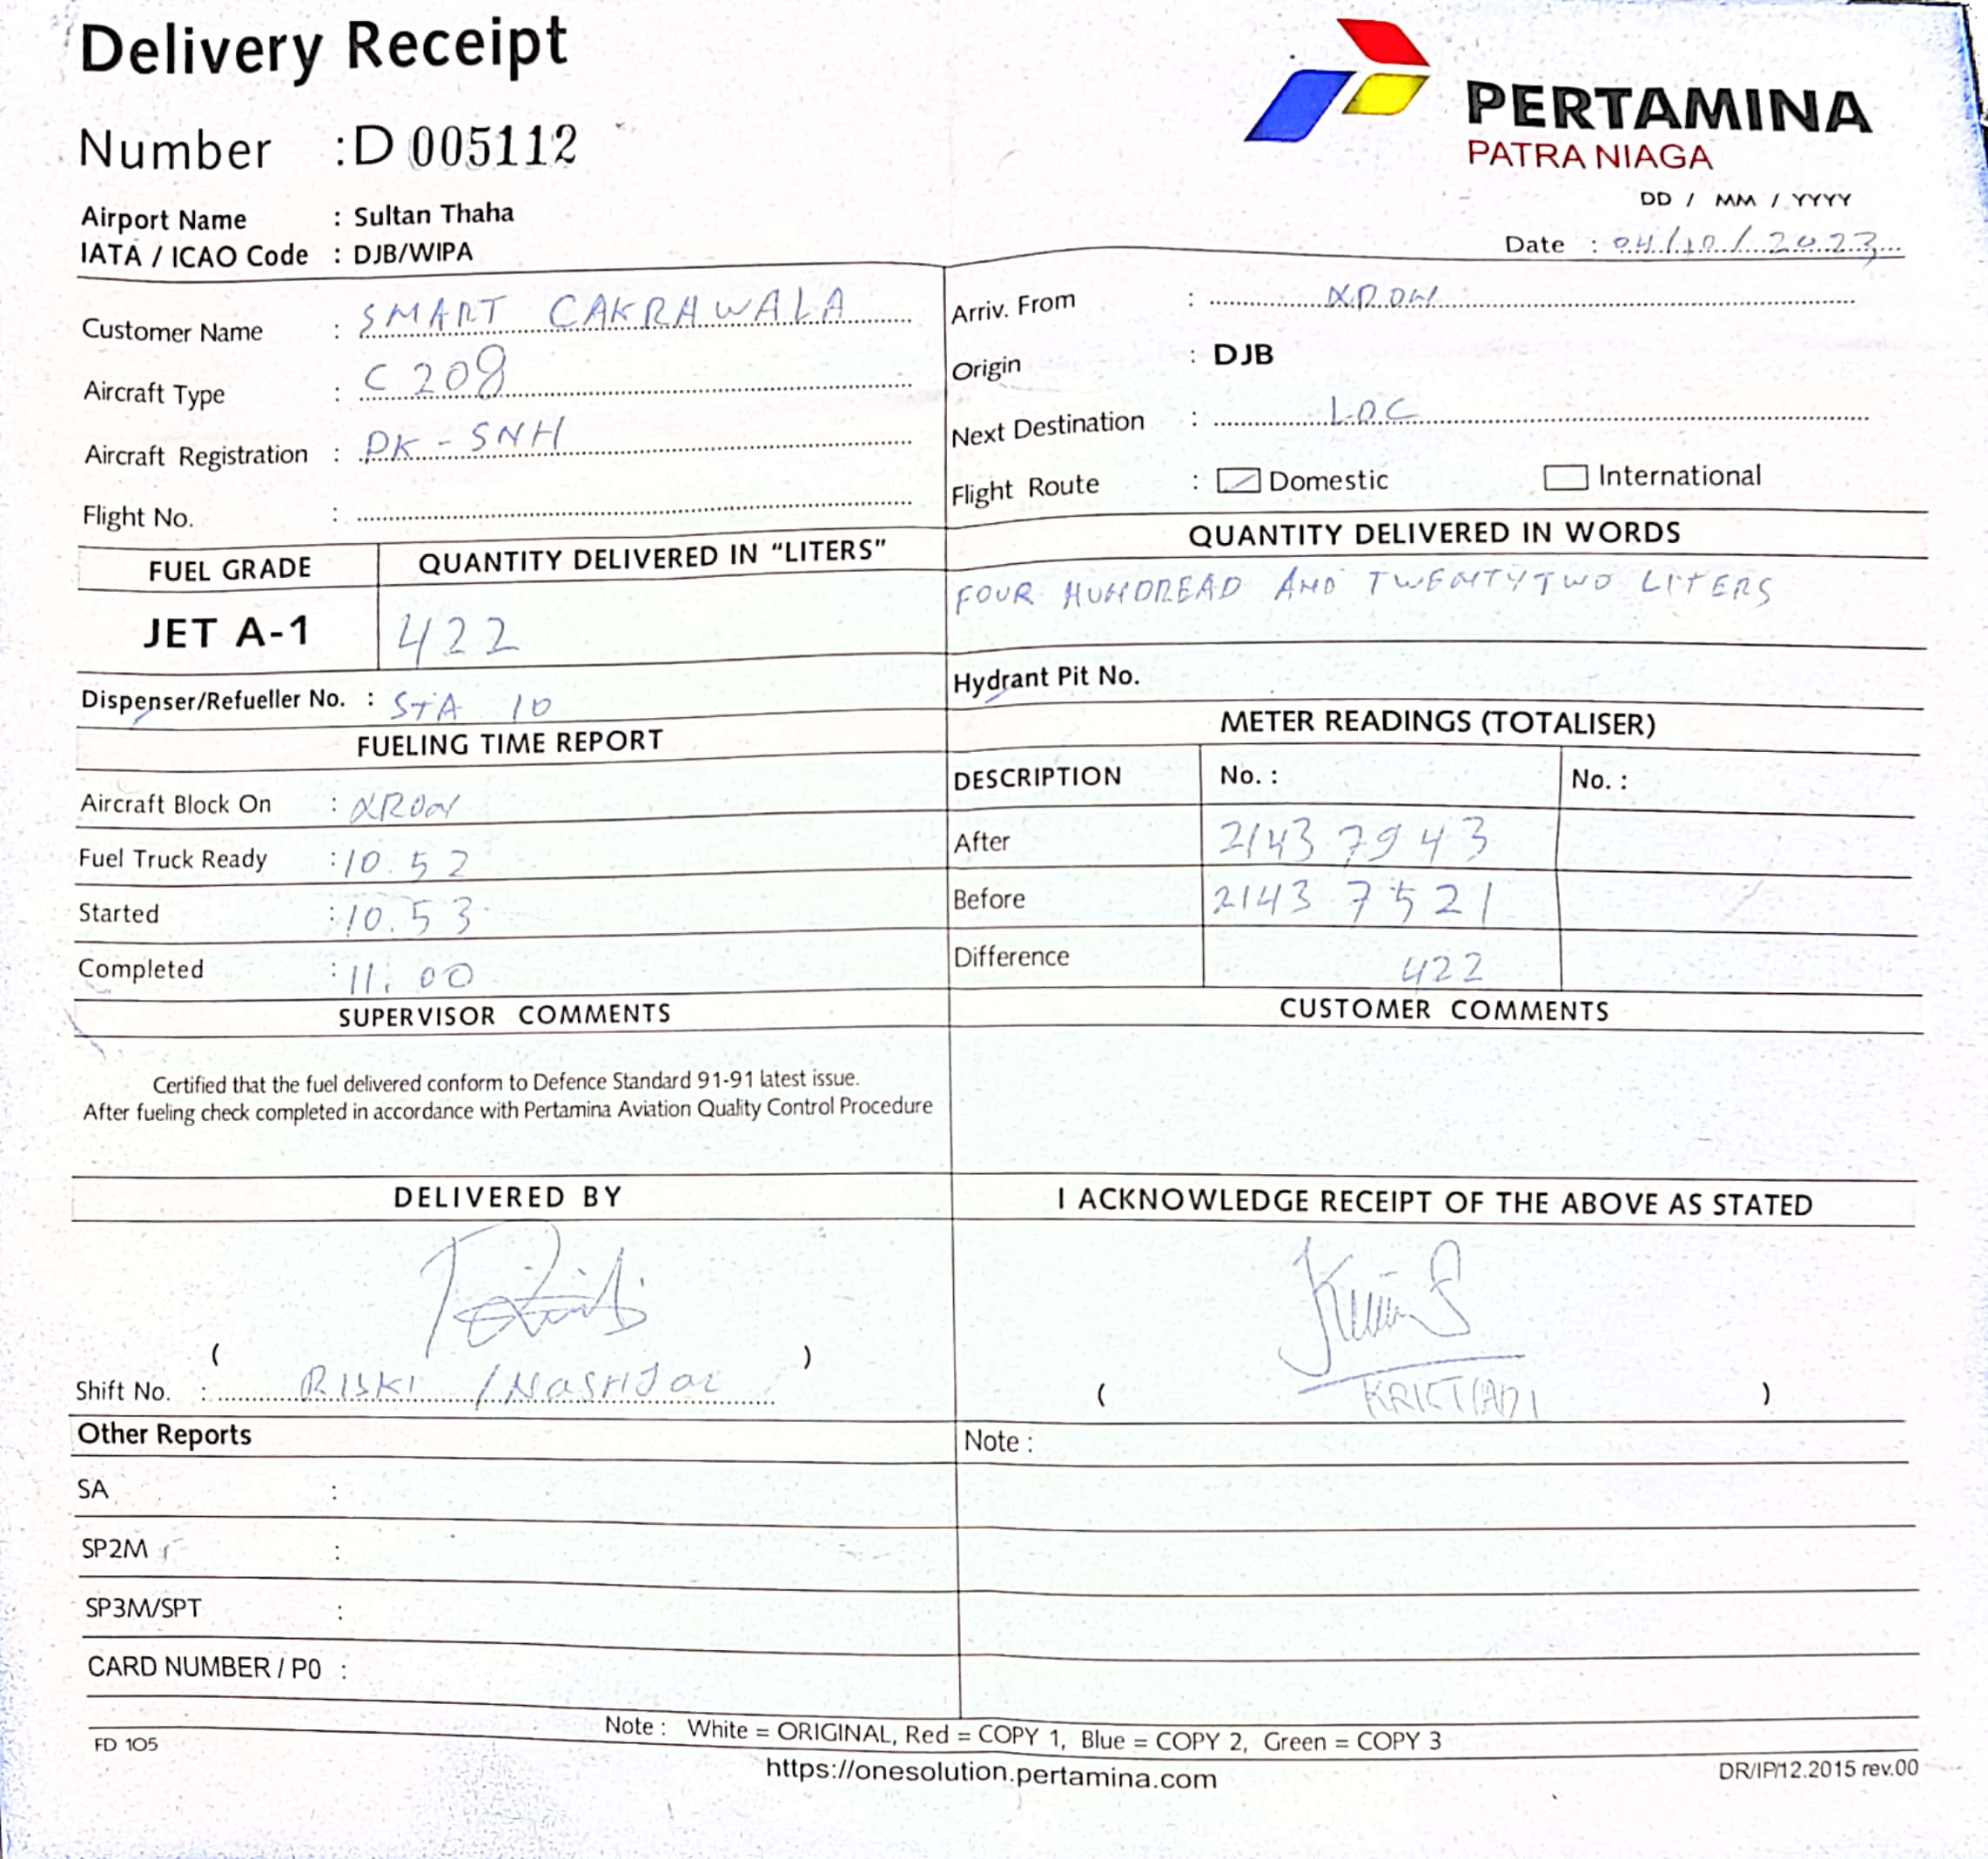 Delivery Receipt
Number : D 005112
PERTAMINA
PATRA NIAGA
Airport Name : Sultan Thaha
IATA / ICAO Code : DJB/WIPA
DD / MM / YYYY
Date : 04/10/2023
Customer Name : SMART CAKRAWALA
Aircraft Type : C 208
Aircraft Registration : PK-SNH
Flight No. :
Arriv. From :
Origin : DJB
Next Destination : LOC
Flight Route : Domestic International
FUEL GRADE QUANTITY DELIVERED IN "LITERS"
JET A-1 422
QUANTITY DELIVERED IN WORDS
FOUR HUNDREAD AND TWENTYTWO LITERS
Dispenser/Refueller No. : STA 10
Hydrant Pit No.
FUELING TIME REPORT
Aircraft Block On :
Fuel Truck Ready : 10.52
Started : 10.53
Completed : 11.00
METER READINGS (TOTALISER)
DESCRIPTION No. : No. :
After 2143 7943
Before 2143 7521
Difference 422
SUPERVISOR COMMENTS
Certified that the fuel delivered conform to Defence Standard 91-91 latest issue.
After fueling check completed in accordance with Pertamina Aviation Quality Control Procedure
CUSTOMER COMMENTS
DELIVERED BY
( )
Shift No. : RISKI /
I ACKNOWLEDGE RECEIPT OF THE ABOVE AS STATED
( )
Other Reports
SA :
SP2M :
SP3M/SPT :
CARD NUMBER / P0 :
Note :
Note : White = ORIGINAL, Red = COPY 1, Blue = COPY 2, Green = COPY 3
FD 105
https://onesolution.pertamina.com
DR/IP/12.2015 rev.00